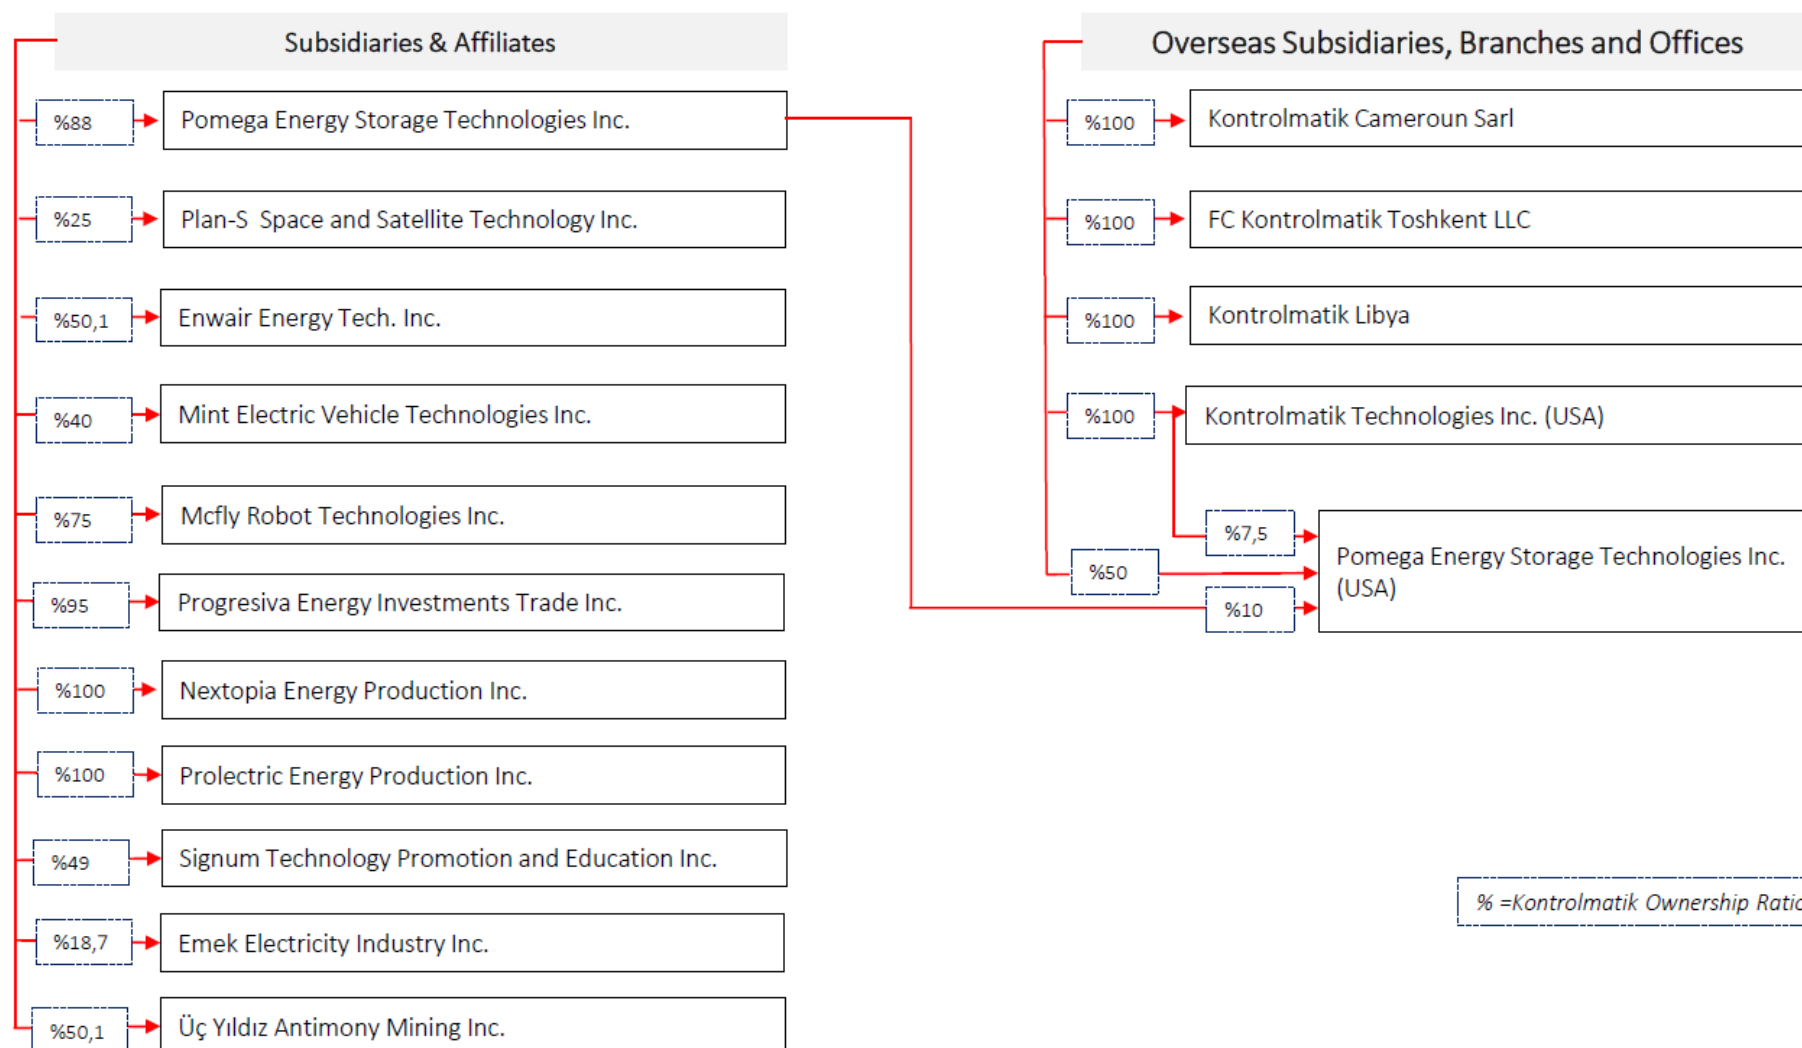 Subsidiaries & Affiliates
%88
Pomega Energy Storage Technologies Inc.
%25
Plan-S Space and Satellite Technology Inc.
%50,1
Enwair Energy Tech. Inc.
%40
Mint Electric Vehicle Technologies Inc.
%75
Mcfly Robot Technologies Inc.
%95
Progresiva Energy Investments Trade Inc.
%100
Nextopia Energy Production Inc.
%100
Prolectric Energy Production Inc.
%49
Signum Technology Promotion and Education Inc.
%18,7
Emek Electricity Industry Inc.
%50,1
Üç Yıldız Antimony Mining Inc.
Overseas Subsidiaries, Branches and Offices
%100
Kontrolmatik Cameroun Sarl
%100
FC Kontrolmatik Toshkent LLC
%100
Kontrolmatik Libya
%100
Kontrolmatik Technologies Inc. (USA)
%7,5
%50
%10
Pomega Energy Storage Technologies Inc.
(USA)
% =Kontrolmatik Ownership Ratio